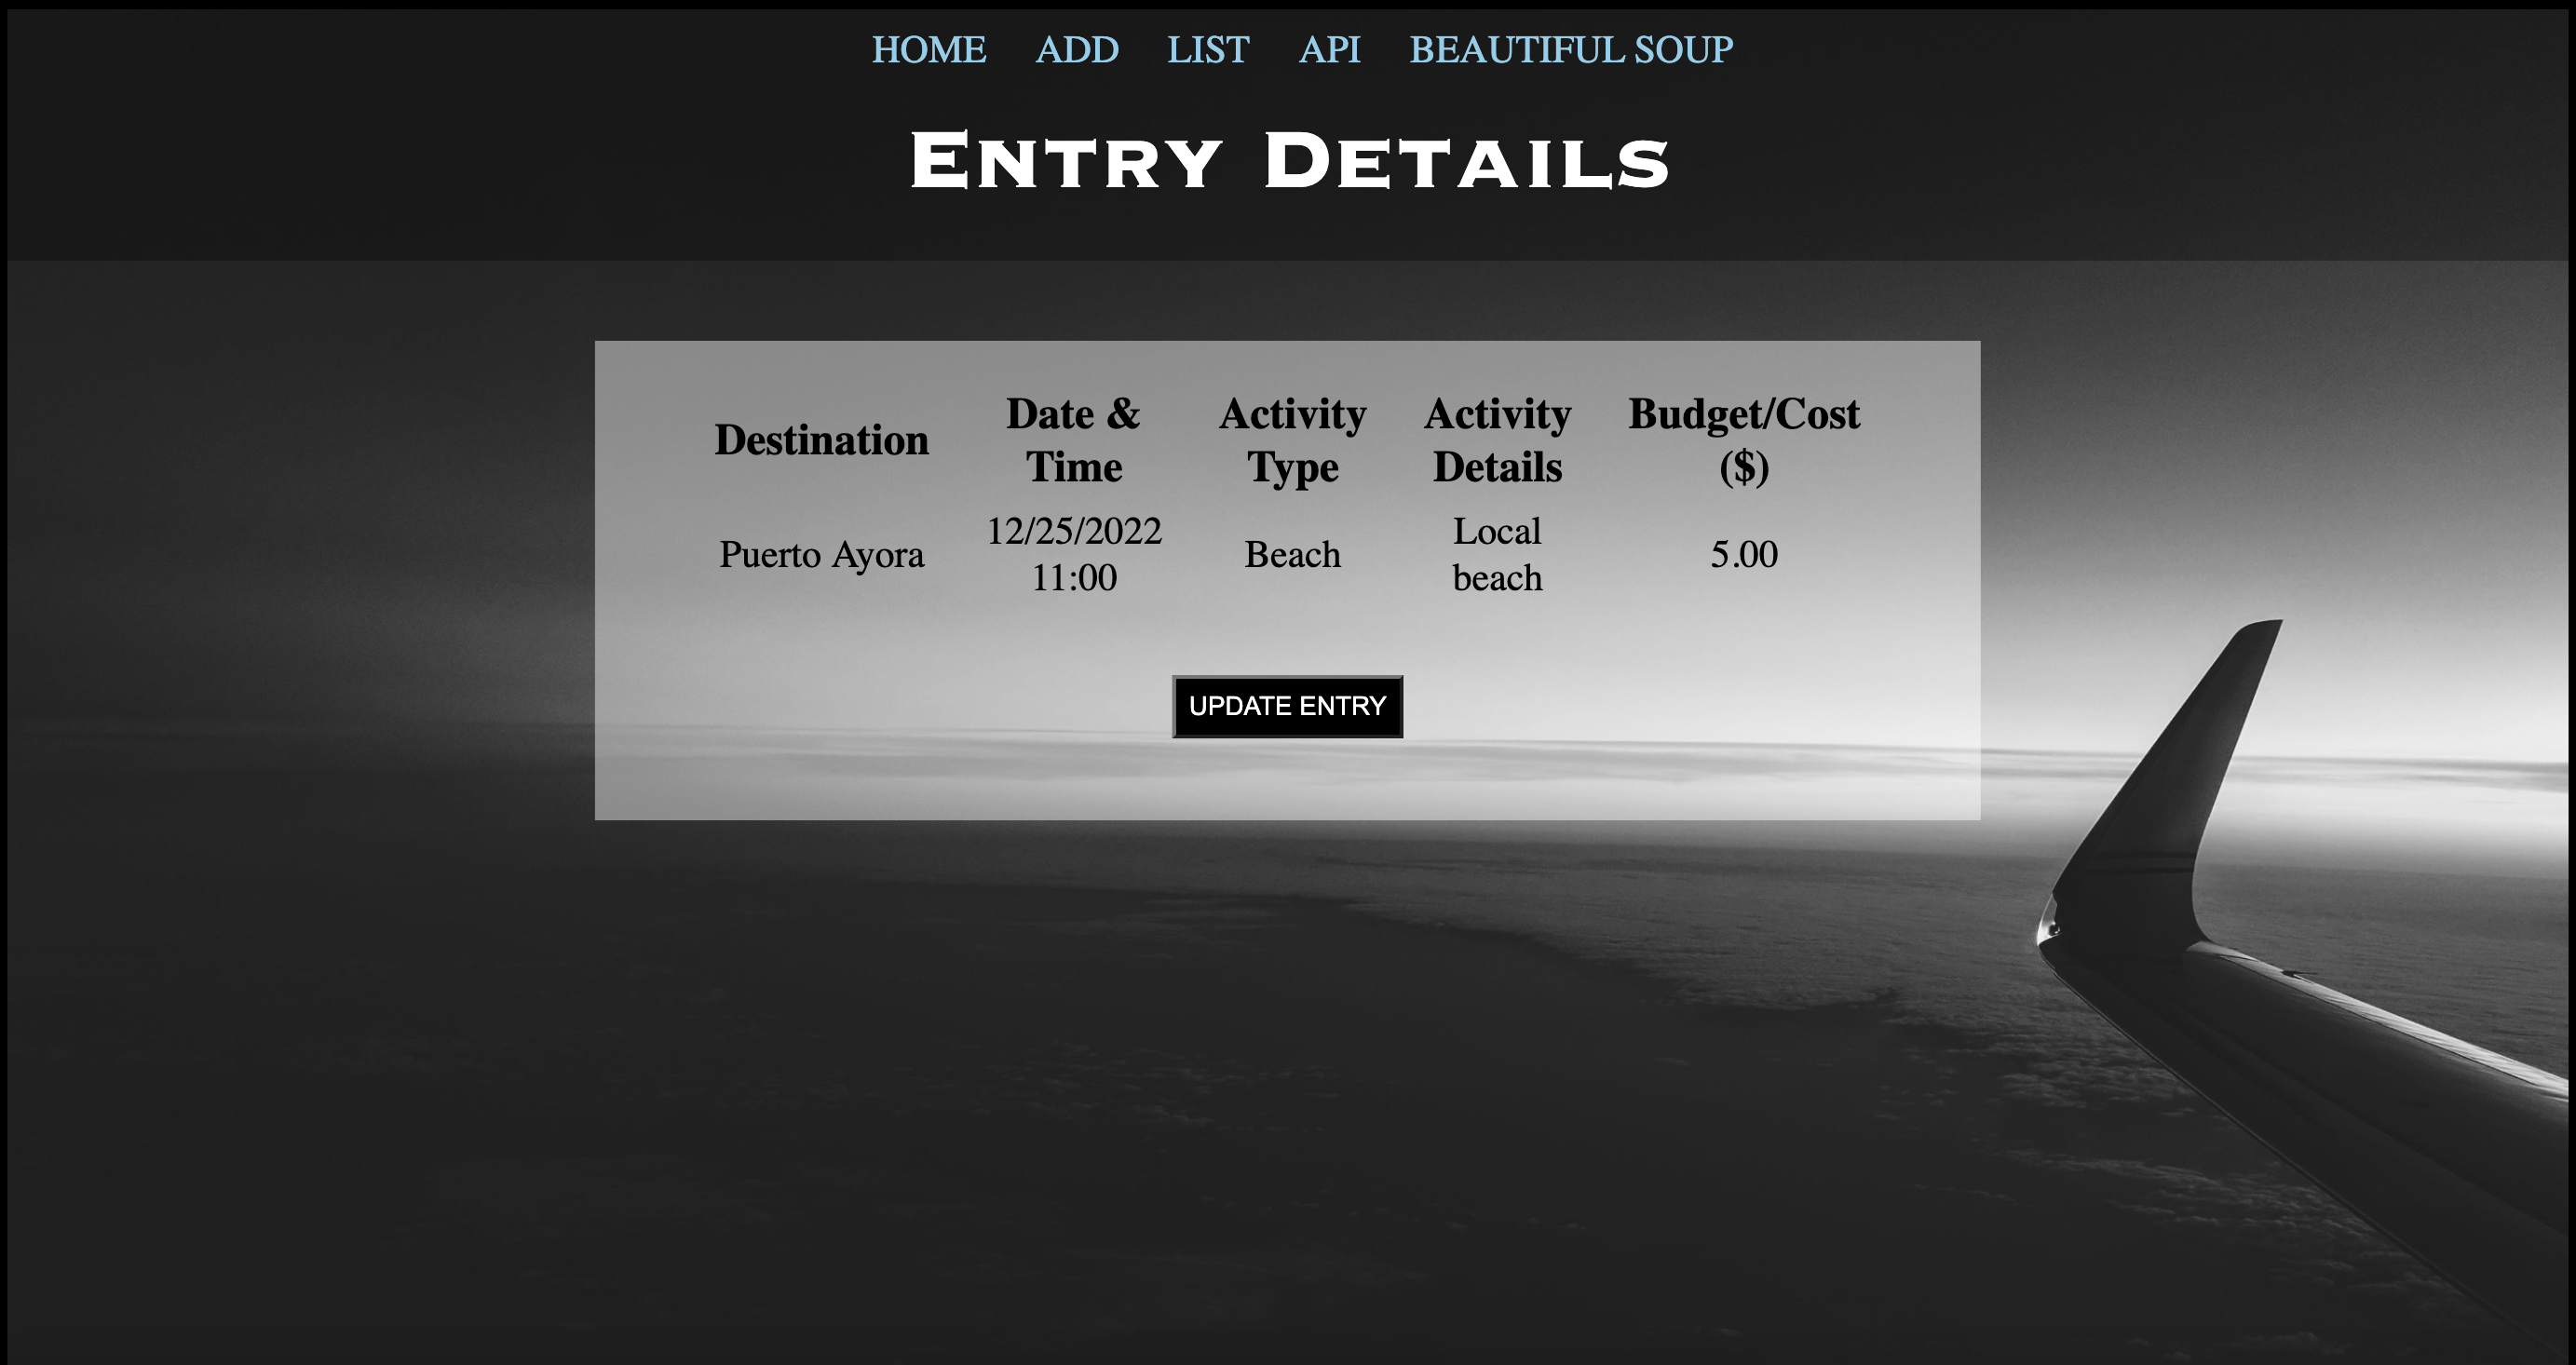 HOME ADD LIST API BEAUTIFUL SOUP
Entry Details
Destination Date & Time Activity Type Activity Details Budget/Cost ($)
Puerto Ayora 12/25/2022 11:00 Beach Local beach 5.00
UPDATE ENTRY